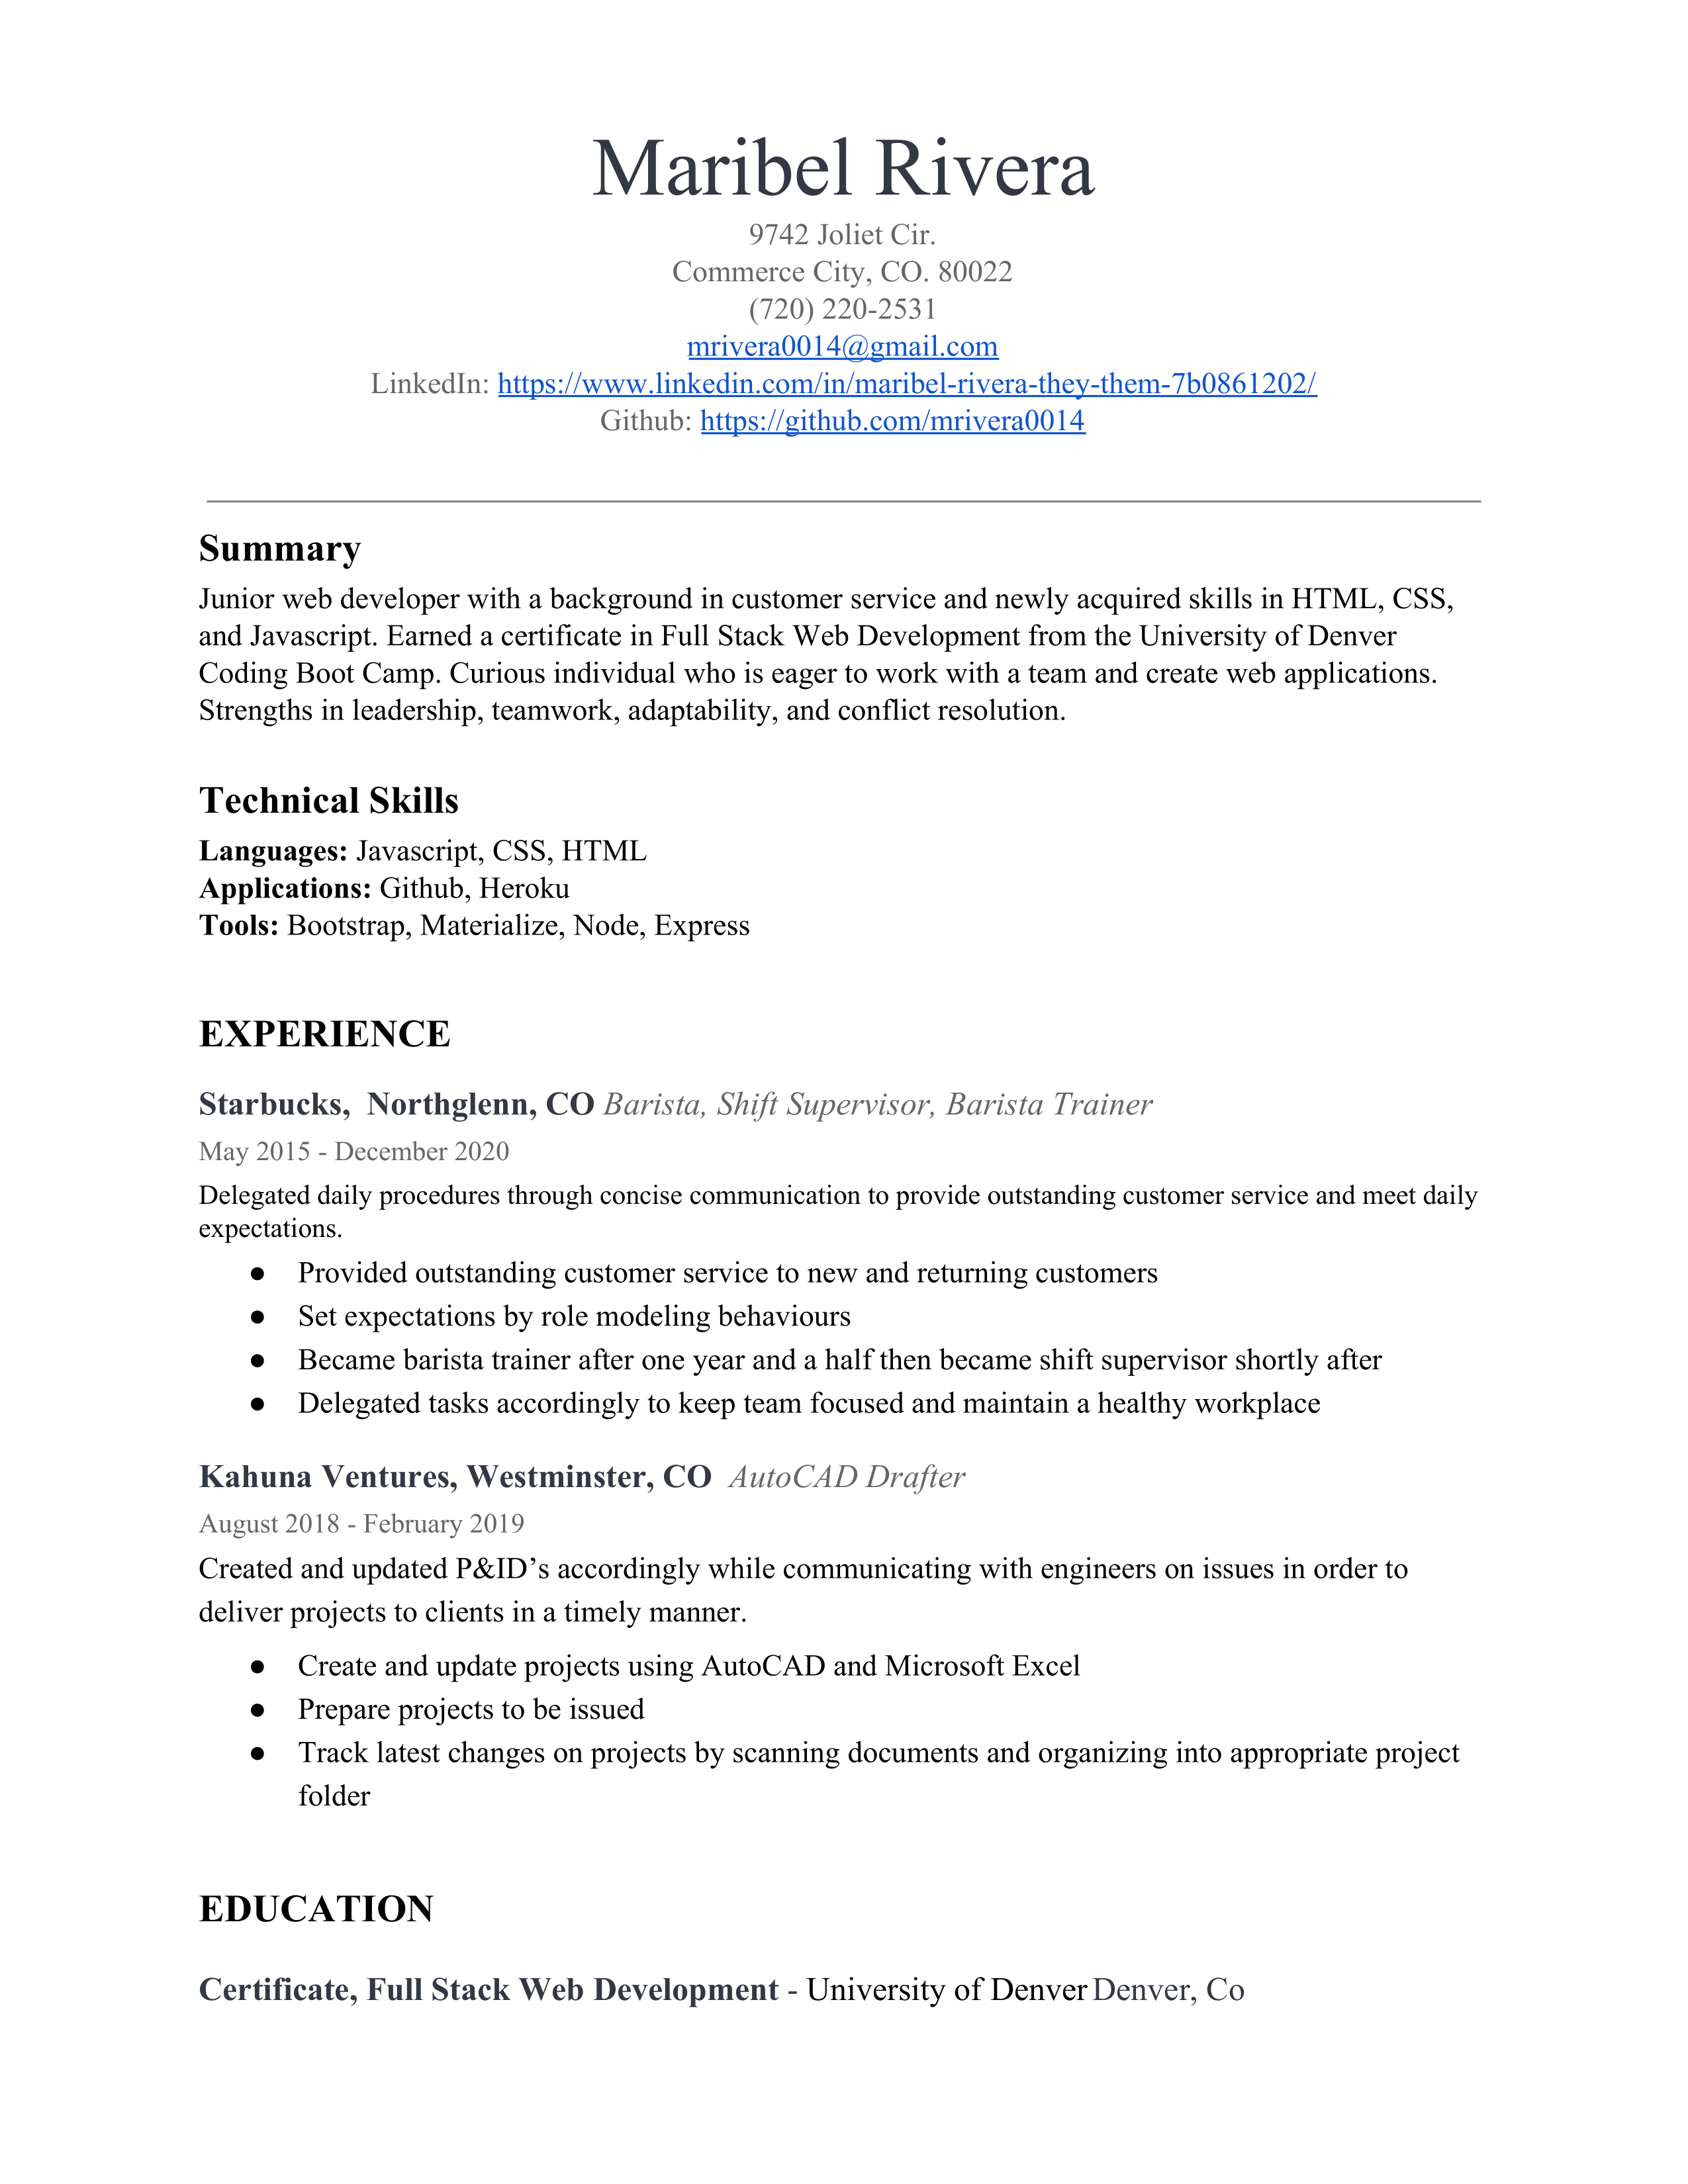 Maribel Rivera
9742 Joliet Cir.
Commerce City, CO. 80022
(720) 220-2531
mrivera0014@gmail.com
LinkedIn: https://www.linkedin.com/in/maribel-rivera-they-them-7b0861202/
Github: https://github.com/mrivera0014
Summary
Junior web developer with a background in customer service and newly acquired skills in HTML, CSS,
and Javascript. Earned a certificate in Full Stack Web Development from the University of Denver
Coding Boot Camp. Curious individual who is eager to work with a team and create web applications.
Strengths in leadership, teamwork, adaptability, and conflict resolution.
Technical Skills
Languages: Javascript, CSS, HTML
Applications: Github, Heroku
Tools: Bootstrap, Materialize, Node, Express
EXPERIENCE
Starbucks,  Northglenn, CO Barista, Shift Supervisor, Barista Trainer
May 2015 - December 2020
Delegated daily procedures through concise communication to provide outstanding customer service and meet daily
expectations.
● Provided outstanding customer service to new and returning customers
● Set expectations by role modeling behaviours
● Became barista trainer after one year and a half then became shift supervisor shortly after
● Delegated tasks accordingly to keep team focused and maintain a healthy workplace
Kahuna Ventures, Westminster, CO  AutoCAD Drafter
August 2018 - February 2019
Created and updated P&ID’s accordingly while communicating with engineers on issues in order to
deliver projects to clients in a timely manner.
● Create and update projects using AutoCAD and Microsoft Excel
● Prepare projects to be issued
● Track latest changes on projects by scanning documents and organizing into appropriate project
folder
EDUCATION
Certificate, Full Stack Web Development - University of Denver Denver, Co